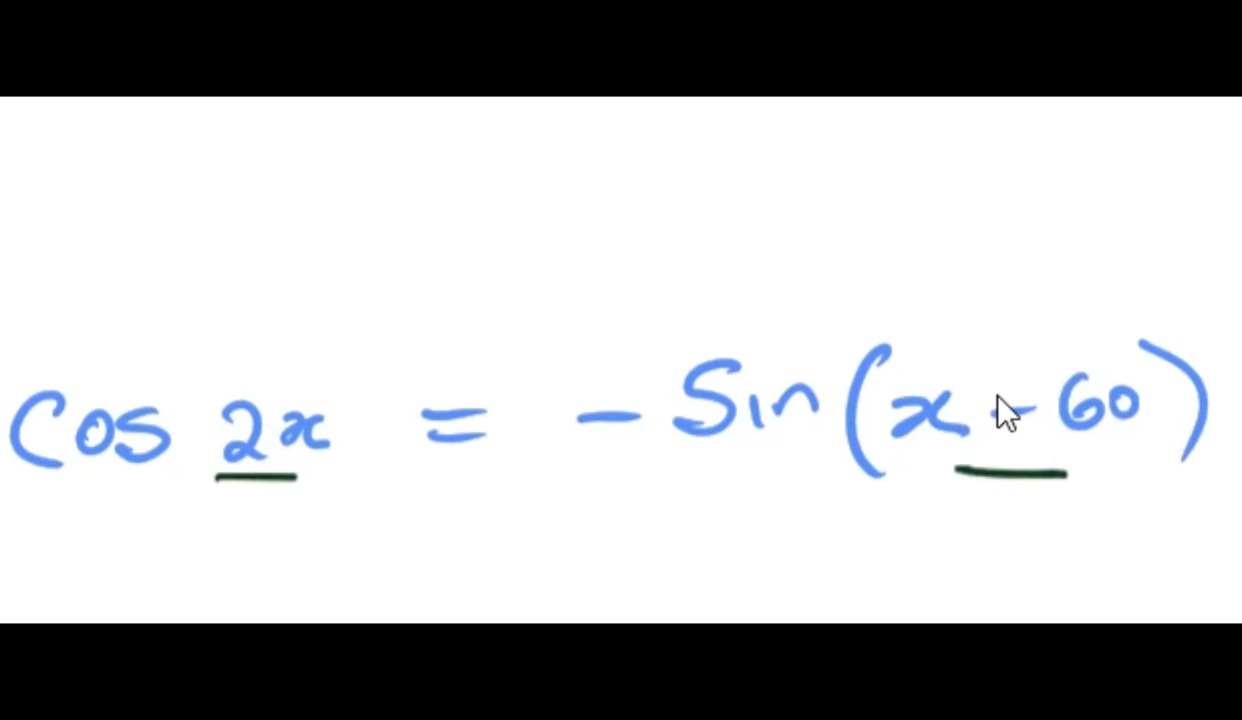 Cos 2x = - Sin (x - 60)